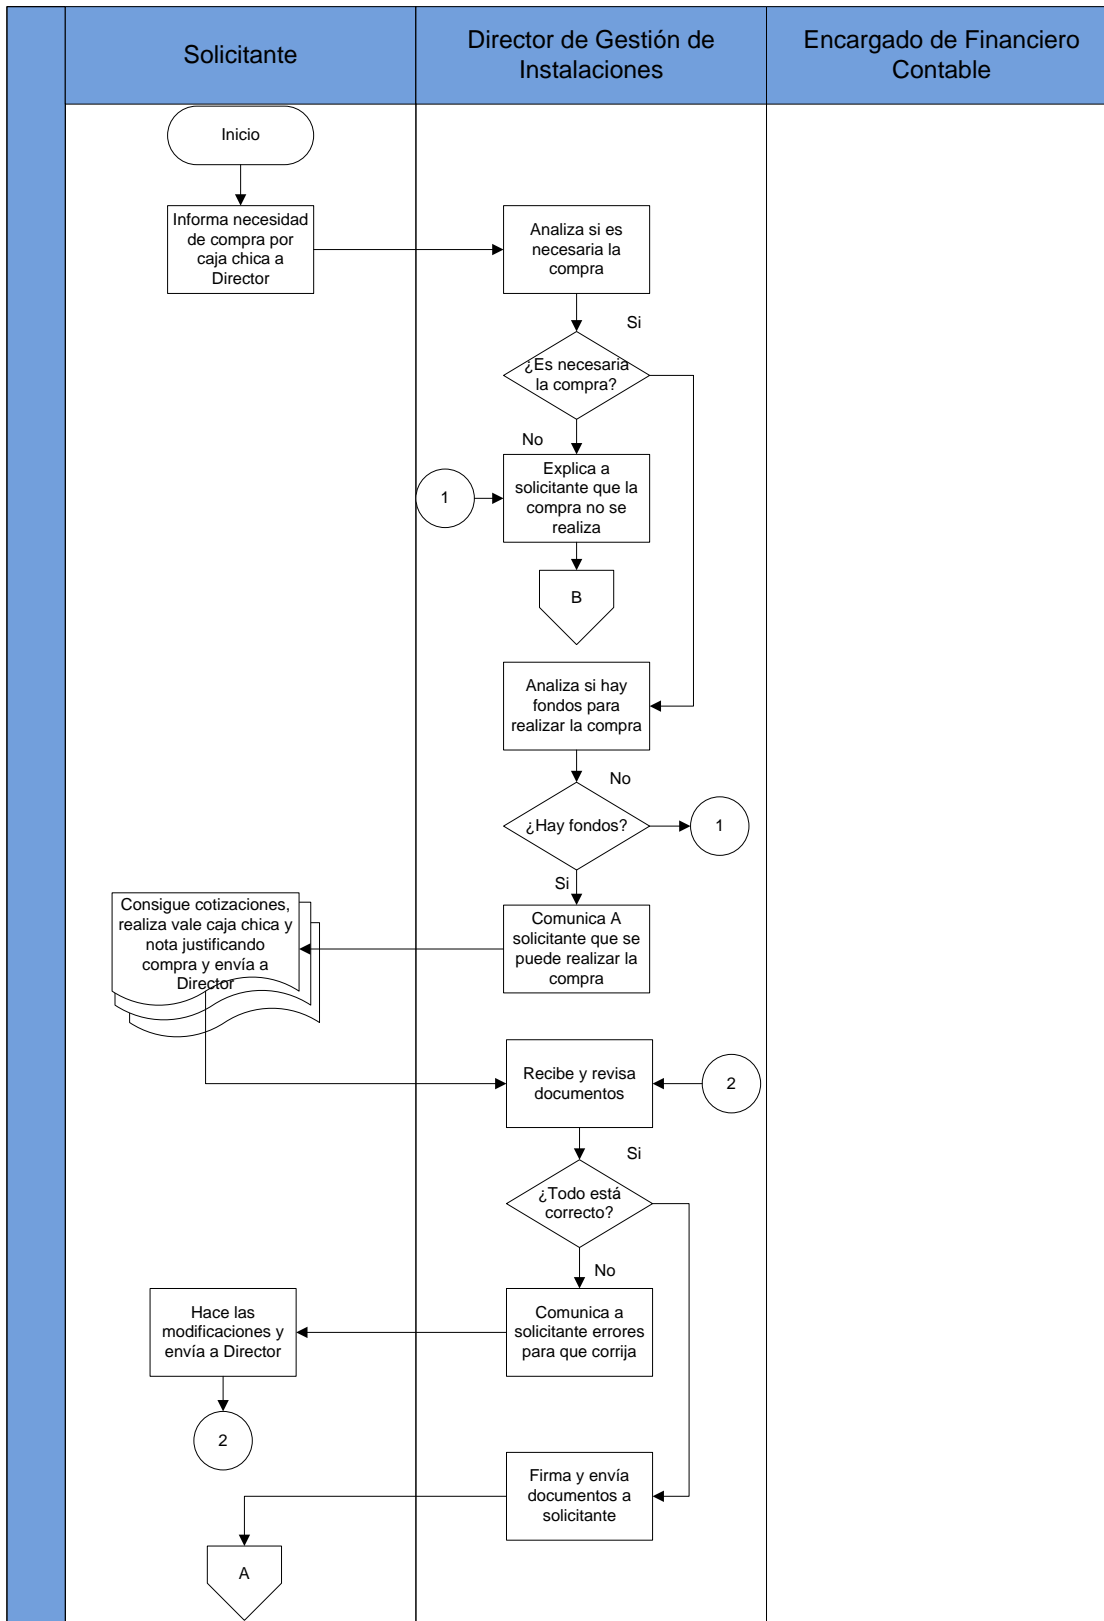 Solicitante
Director de Gestión de
Instalaciones
Encargado de Financiero
Contable
Inicio
Informa necesidad
de compra por
caja chica a
Director
Analiza si es
necesaria la
compra
Si
¿Es necesaria
la compra?
No
Explica a
solicitante que la
compra no se
realiza
1
B
Analiza si hay
fondos para
realizar la compra
No
¿Hay fondos?
1
Si
Comunica A
solicitante que se
puede realizar la
compra
Consigue cotizaciones,
realiza vale caja chica y
nota justificando
compra y envía a
Director
Recibe y revisa
documentos
2
Si
¿Todo está
correcto?
No
Comunica a
solicitante errores
para que corrija
Hace las
modificaciones y
envía a Director
2
Firma y envía
documentos a
solicitante
A